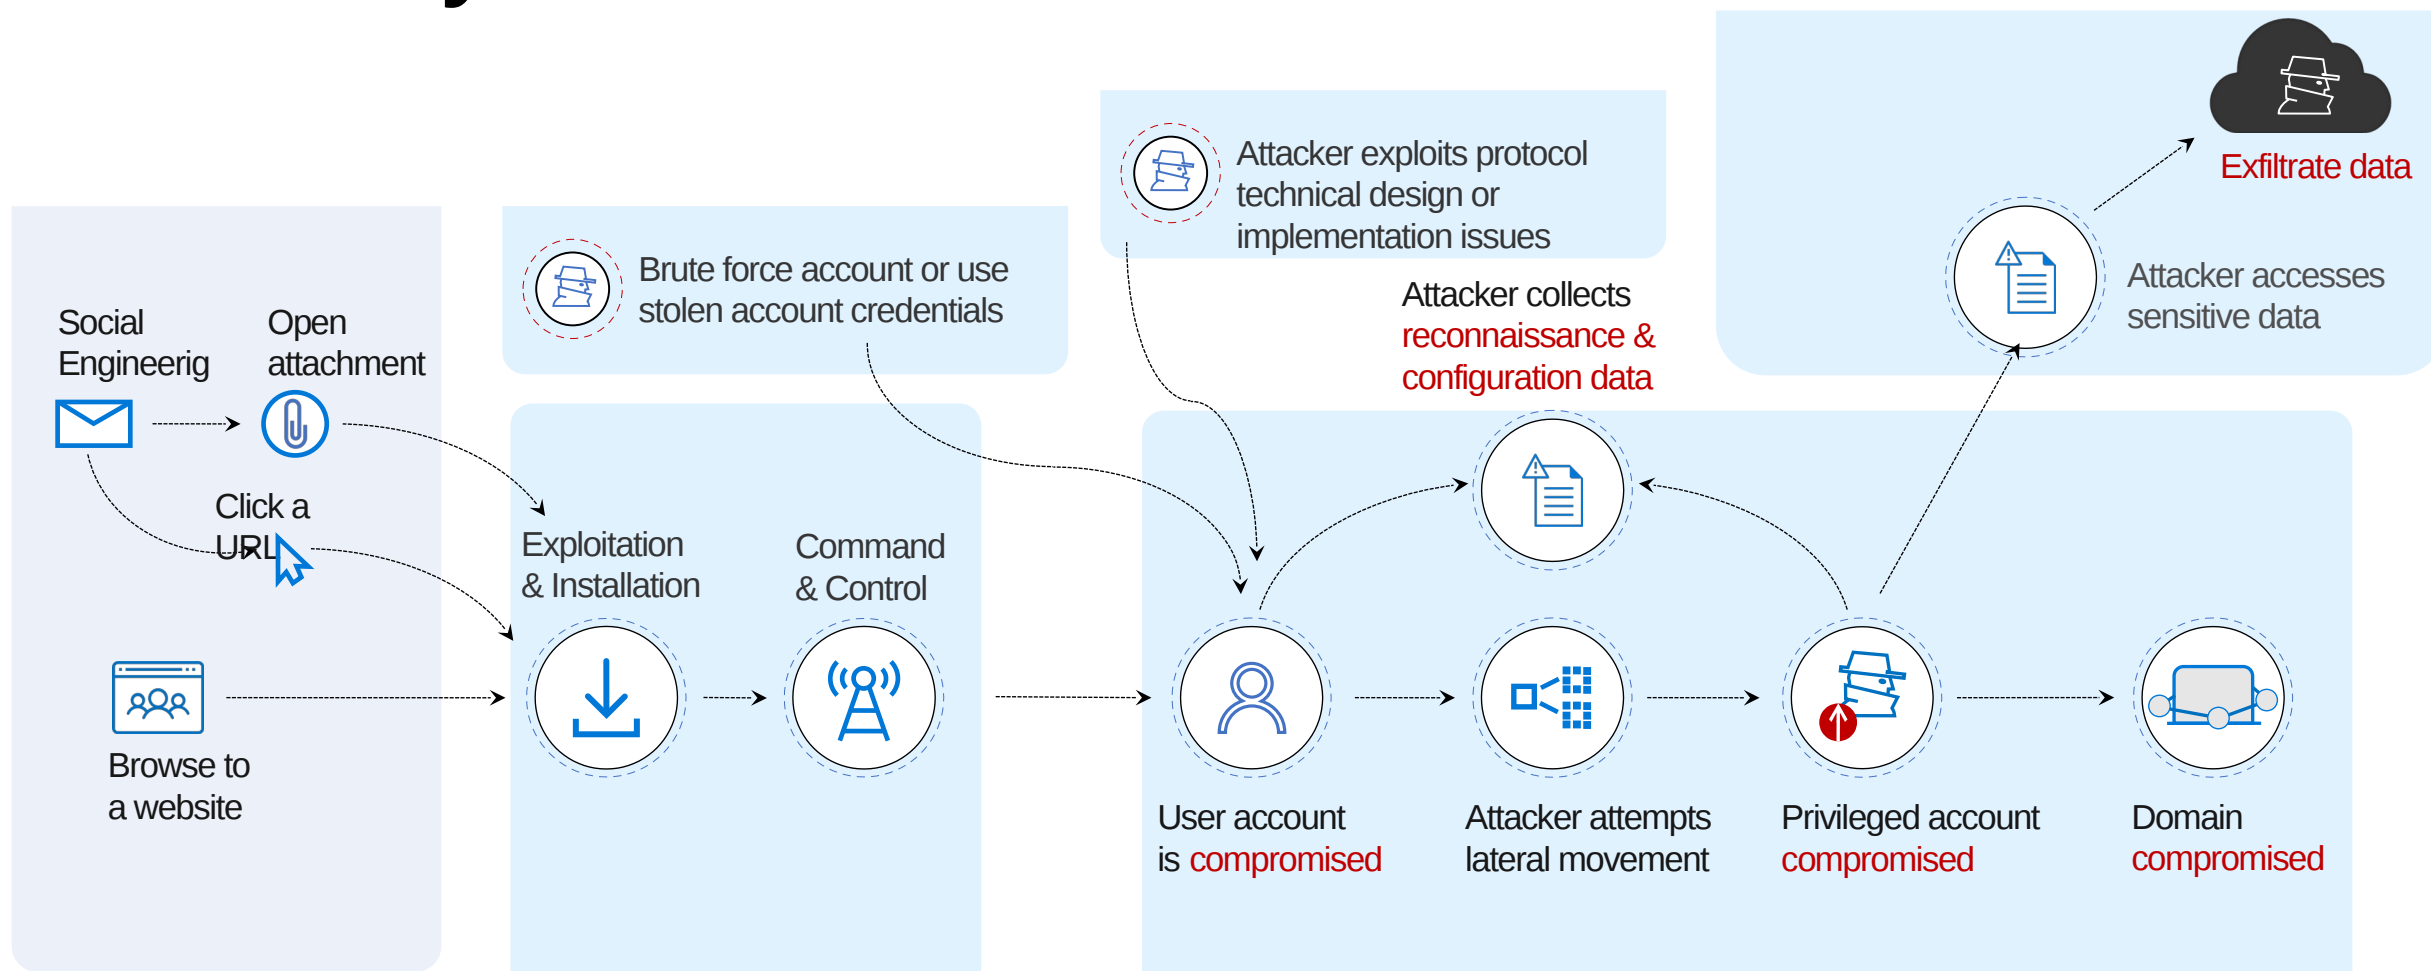 Exfiltrate data
Attacker exploits protocol
technical design or
implementation issues
Attacker accesses
sensitive data
Brute force account or use
stolen account credentials
Attacker collects
reconnaissance &
configuration data
Social
Engineerig
Open
attachment
Click a
URL
Exploitation
& Installation
Command
& Control
Browse to
a website
User account
is compromised
Attacker attempts
lateral movement
Privileged account
compromised
Domain
compromised